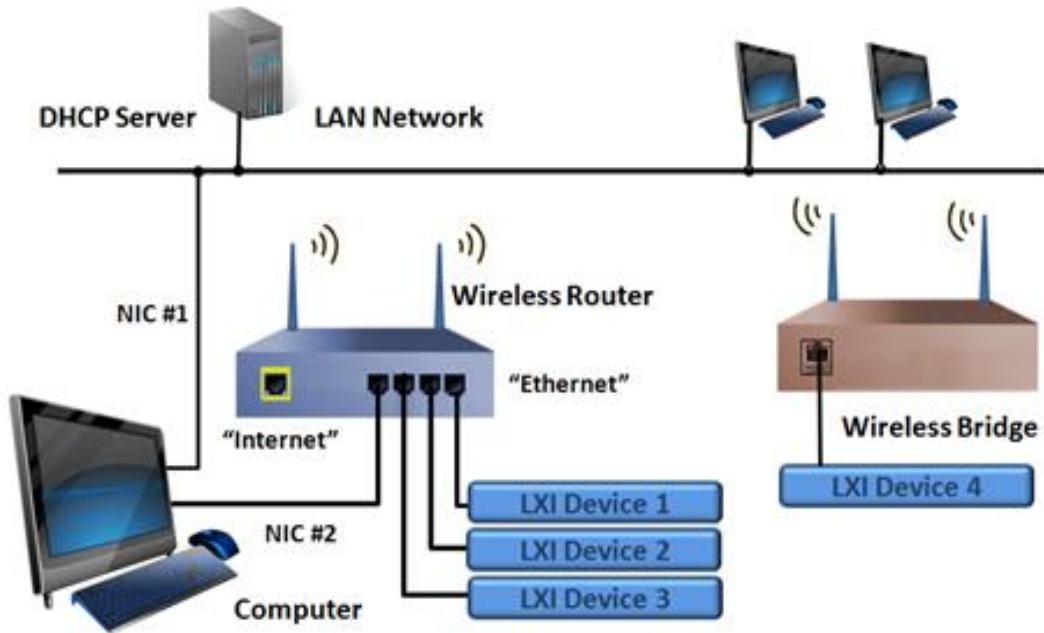 DHCP Server
LAN Network
NIC #1
Wireless Router
"Ethernet"
"Internet"
Wireless Bridge
LXI Device 1
LXI Device 4
NIC #2
LXI Device 2
LXI Device 3
Computer